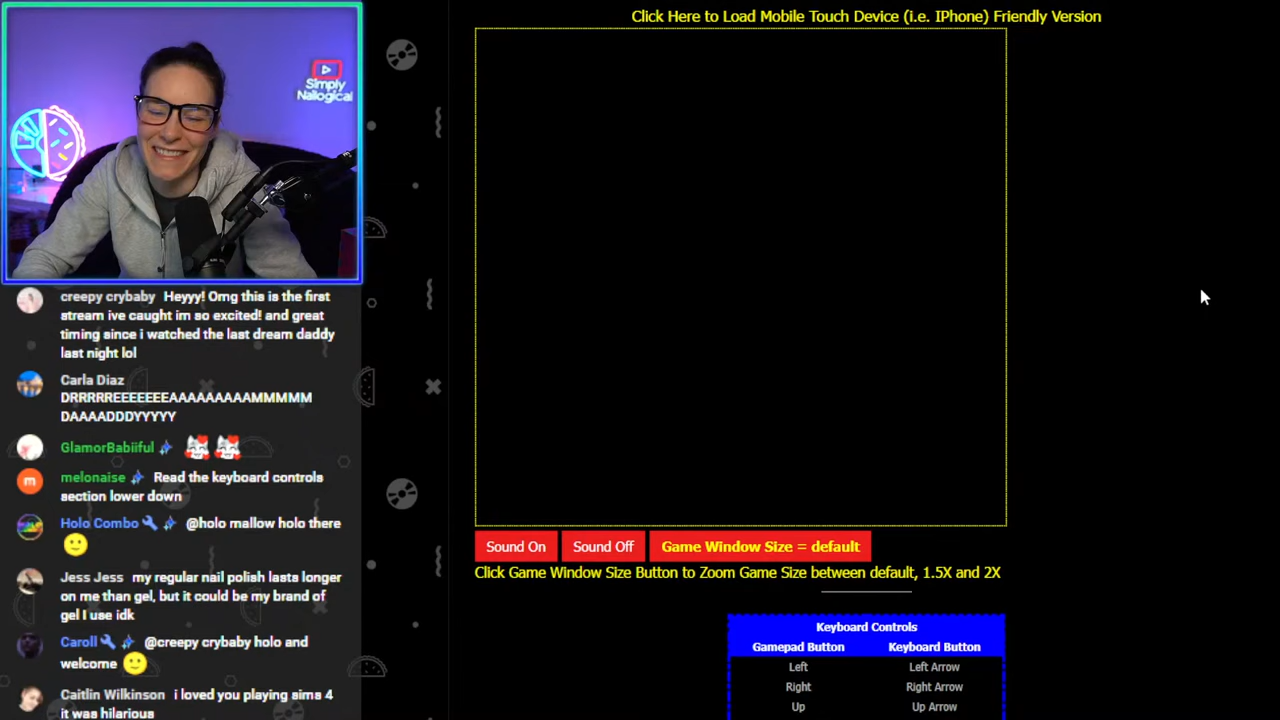 Simply
Nailogical
creepy crybaby Heyyy! Omg this is the first
stream ive caught im so excited! and great
timing since i watched the last dream daddy
last night lol
Carla Diaz
DRRRRREEEEEEEAAAAAAAAAMMMMM
DAAAADDDYYYYY
GlamorBabiiful
melonaise Read the keyboard controls
section lower down
Holo Combo @holo mallow holo there
Jess Jess my regular nail polish lasta longer
on me than gel, but it could be my brand of
gel I use idk
Caroll @creepy crybaby holo and
welcome
Caitlin Wilkinson i loved you playing sims 4
it was hilarious
Click Here to Load Mobile Touch Device (i.e. IPhone) Friendly Version
Sound On Sound Off Game Window Size = default
Click Game Window Size Button to Zoom Game Size between default, 1.5X and 2X
Keyboard Controls
Gamepad Button Keyboard Button
Left Left Arrow
Right Right Arrow
Up Up Arrow